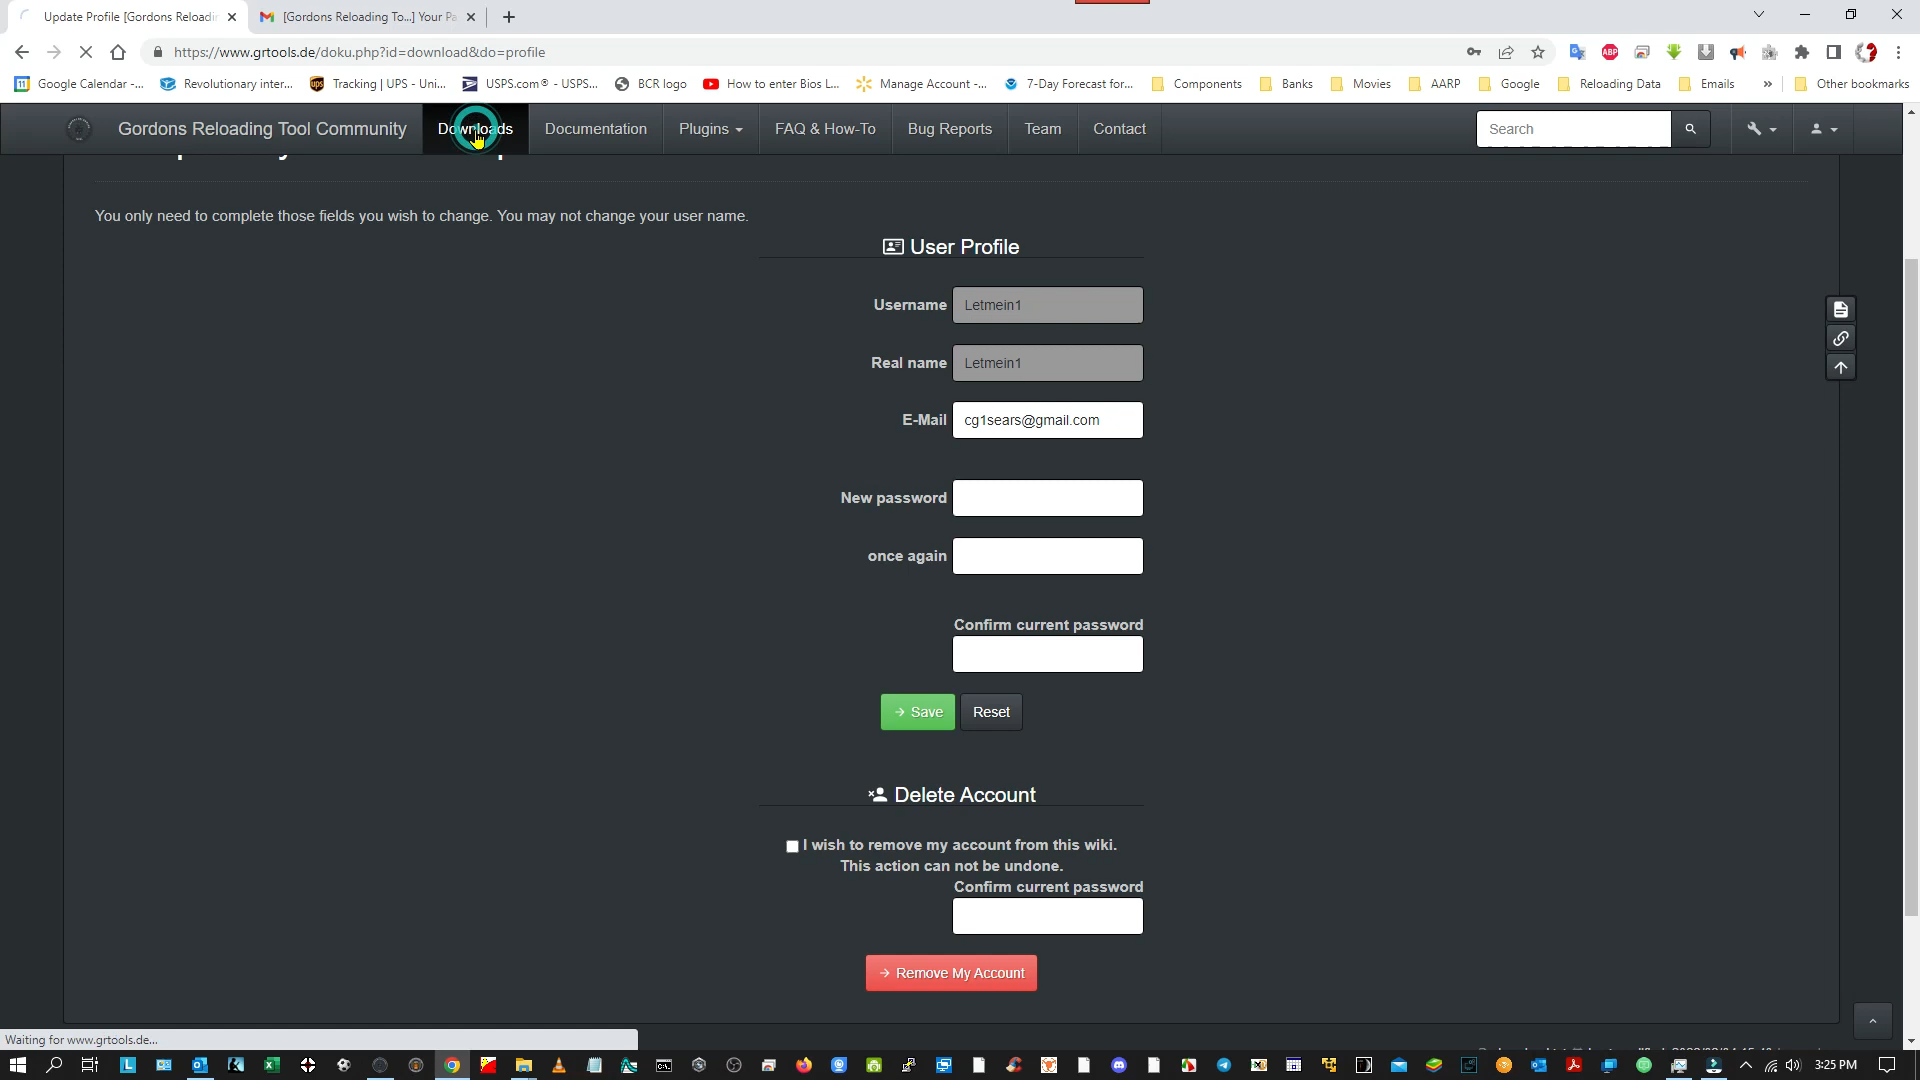 Update Profile [Gordons Reloadi
[Gordons Reloading To...] Your Pa
https://www.grtools.de/doku.php?id=download&do=profile
ABP
Google Calendar -...
Revolutionary inter...
Tracking | UPS - Uni...
USPS.com® - USPS...
BCR logo
How to enter Bios L...
Manage Account -...
7-Day Forecast for...
Components
Banks
Movies
AARP
Google
Reloading Data
Emails
»
Other bookmarks
Gordons Reloading Tool Community
Downloads
Documentation
Plugins
FAQ & How-To
Bug Reports
Team
Contact
Search
You only need to complete those fields you wish to change. You may not change your user name.
User Profile
Username Letmein1
Real name Letmein1
E-Mail cg1sears@gmail.com
New password
once again
Confirm current password
→ Save
Reset
Delete Account
I wish to remove my account from this wiki.
This action can not be undone.
Confirm current password
→ Remove My Account
Waiting for www.grtools.de...
3:25 PM